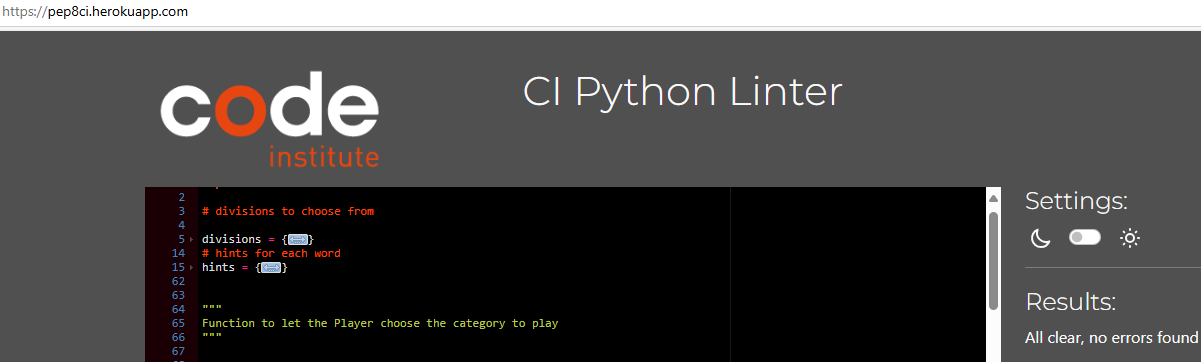 https://pep8ci.herokuapp.com
code
institute
CI Python Linter
2
3 # divisions to choose from
4
5 divisions = {}
14 # hints for each word
15 hints = {}
62
63
64 """
65 Function to let the Player choose the category to play
66 """
67
Settings:
Results:
All clear, no errors found